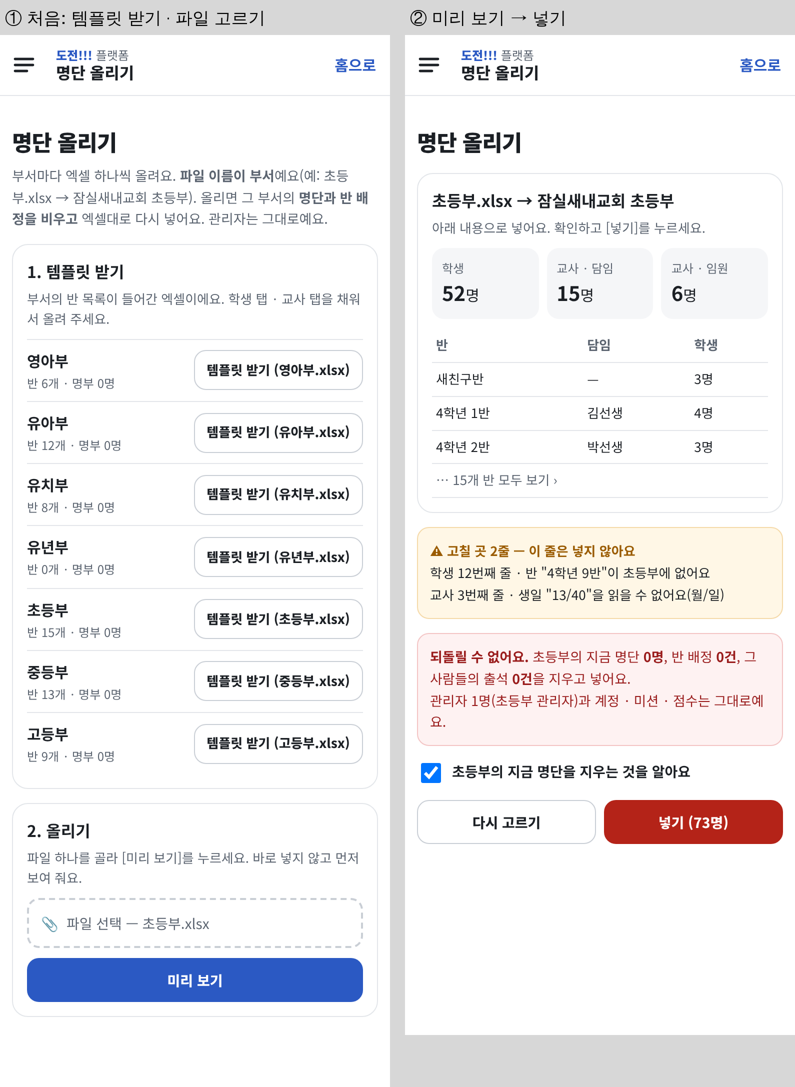 ① 처음: 템플릿 받기 · 파일 고르기
도전!!! 플랫폼
명단 올리기
홈으로
명단 올리기
부서마다 엑셀 하나씩 올려요. 파일 이름이 부서예요(예: 초등
부.xlsx → 잠실새내교회 초등부). 올리면 그 부서의 명단과 반 배
정을 비우고 엑셀대로 다시 넣어요. 관리자는 그대로예요.
1. 템플릿 받기
부서의 반 목록이 들어간 엑셀이에요. 학생 탭 · 교사 탭을 채워
서 올려 주세요.
영아부
반 6개 · 명부 0명
템플릿 받기 (영아부.xlsx)
유아부
반 12개 · 명부 0명
템플릿 받기 (유아부.xlsx)
유치부
반 8개 · 명부 0명
템플릿 받기 (유치부.xlsx)
유년부
반 0개 · 명부 0명
템플릿 받기 (유년부.xlsx)
초등부
반 15개 · 명부 0명
템플릿 받기 (초등부.xlsx)
중등부
반 13개 · 명부 0명
템플릿 받기 (중등부.xlsx)
고등부
반 9개 · 명부 0명
템플릿 받기 (고등부.xlsx)
2. 올리기
파일 하나를 골라 [미리 보기]를 누르세요. 바로 넣지 않고 먼저
보여 줘요.
📎 파일 선택 — 초등부.xlsx
미리 보기
② 미리 보기 → 넣기
도전!!! 플랫폼
명단 올리기
홈으로
명단 올리기
초등부.xlsx → 잠실새내교회 초등부
아래 내용으로 넣어요. 확인하고 [넣기]를 누르세요.
학생
52명
교사 · 담임
15명
교사 · 임원
6명
반 담임 학생
새친구반 — 3명
4학년 1반 김선생 4명
4학년 2반 박선생 3명
… 15개 반 모두 보기 ›
⚠ 고칠 곳 2줄 — 이 줄은 넣지 않아요
학생 12번째 줄 · 반 "4학년 9반"이 초등부에 없어요
교사 3번째 줄 · 생일 "13/40"을 읽을 수 없어요(월/일)
되돌릴 수 없어요. 초등부의 지금 명단 0명, 반 배정 0건, 그
사람들의 출석 0건을 지우고 넣어요.
관리자 1명(초등부 관리자)과 계정 · 미션 · 점수는 그대로예
요.
초등부의 지금 명단을 지우는 것을 알아요
다시 고르기
넣기 (73명)